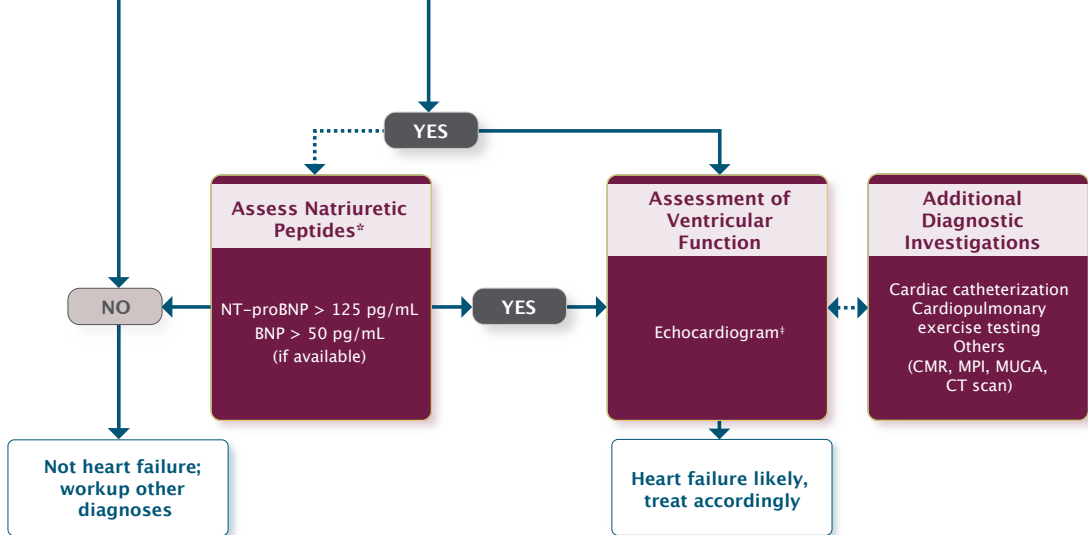 YES
Assess Natriuretic
Peptides*
NT-proBNP > 125 pg/mL
BNP > 50 pg/mL
(if available)
NO
YES
Assessment of
Ventricular
Function
Echocardiogram‡
Additional
Diagnostic
Investigations
Cardiac catheterization
Cardiopulmonary
exercise testing
Others
(CMR, MPI, MUGA,
CT scan)
Not heart failure;
workup other
diagnoses
Heart failure likely,
treat accordingly